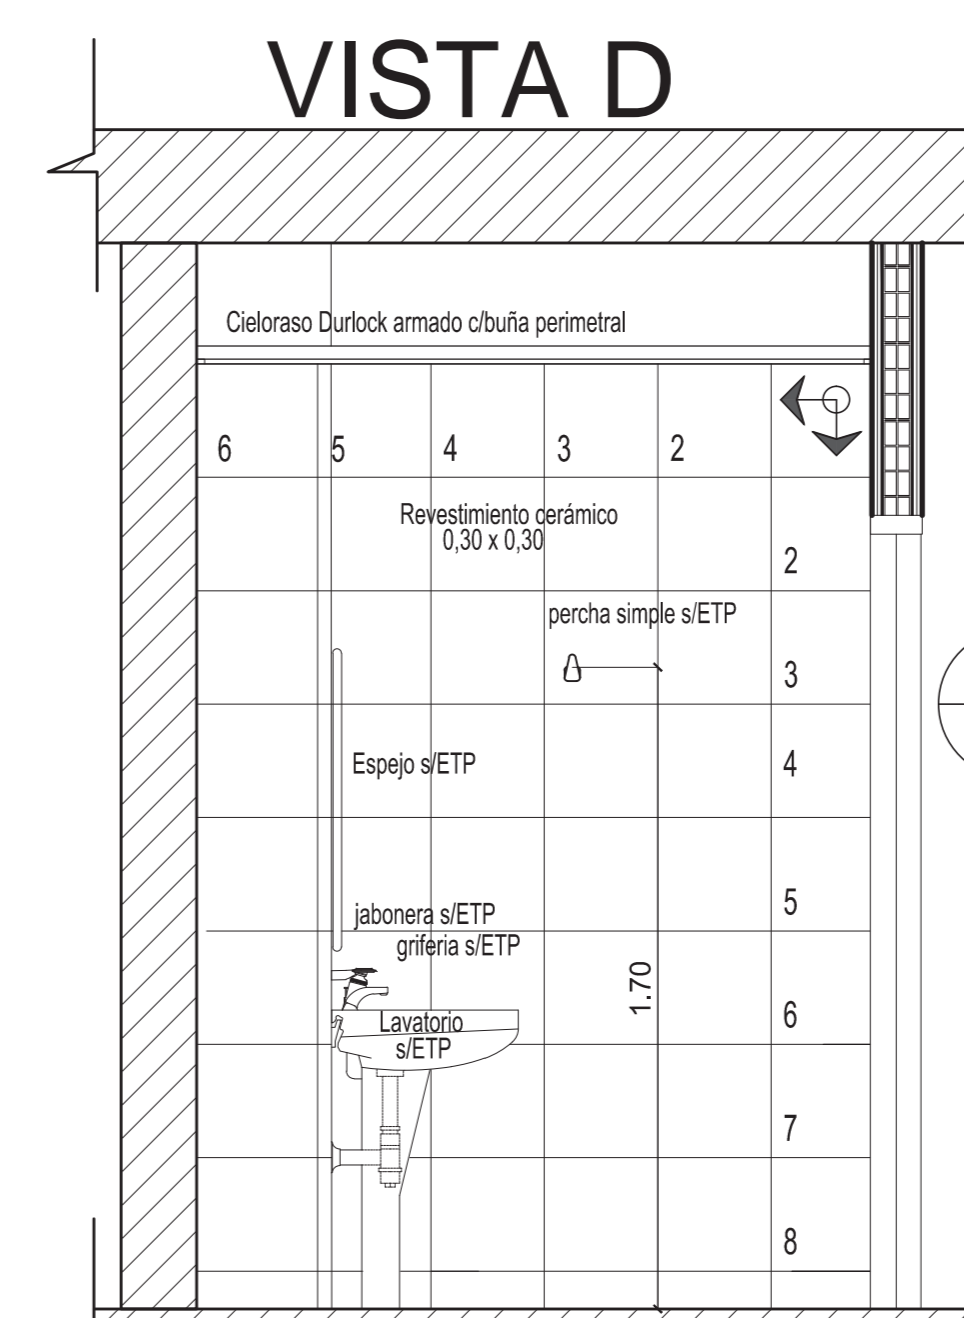 VISTA D
Cieloraso Durlock armado c/buña perimetral
6 5 4 3 2
Revestimiento cerámico
0,30 x 0,30
2
percha simple s/ETP
3
Espejo s/ETP
4
5
jabonera s/ETP
griferia s/ETP
1.70
6
Lavatorio
s/ETP
7
8